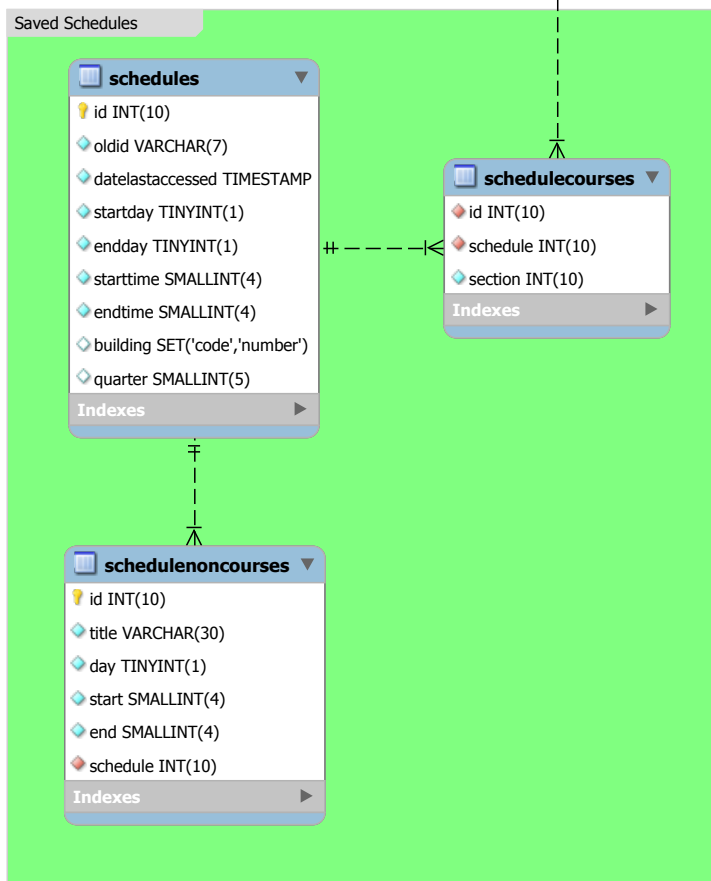 Saved Schedules
schedules
id INT(10)
oldid VARCHAR(7)
datelastaccessed TIMESTAMP
startday TINYINT(1)
endday TINYINT(1)
starttime SMALLINT(4)
endtime SMALLINT(4)
building SET('code','number')
quarter SMALLINT(5)
Indexes
schedulecourses
id INT(10)
schedule INT(10)
section INT(10)
Indexes
schedulenoncourses
id INT(10)
title VARCHAR(30)
day TINYINT(1)
start SMALLINT(4)
end SMALLINT(4)
schedule INT(10)
Indexes